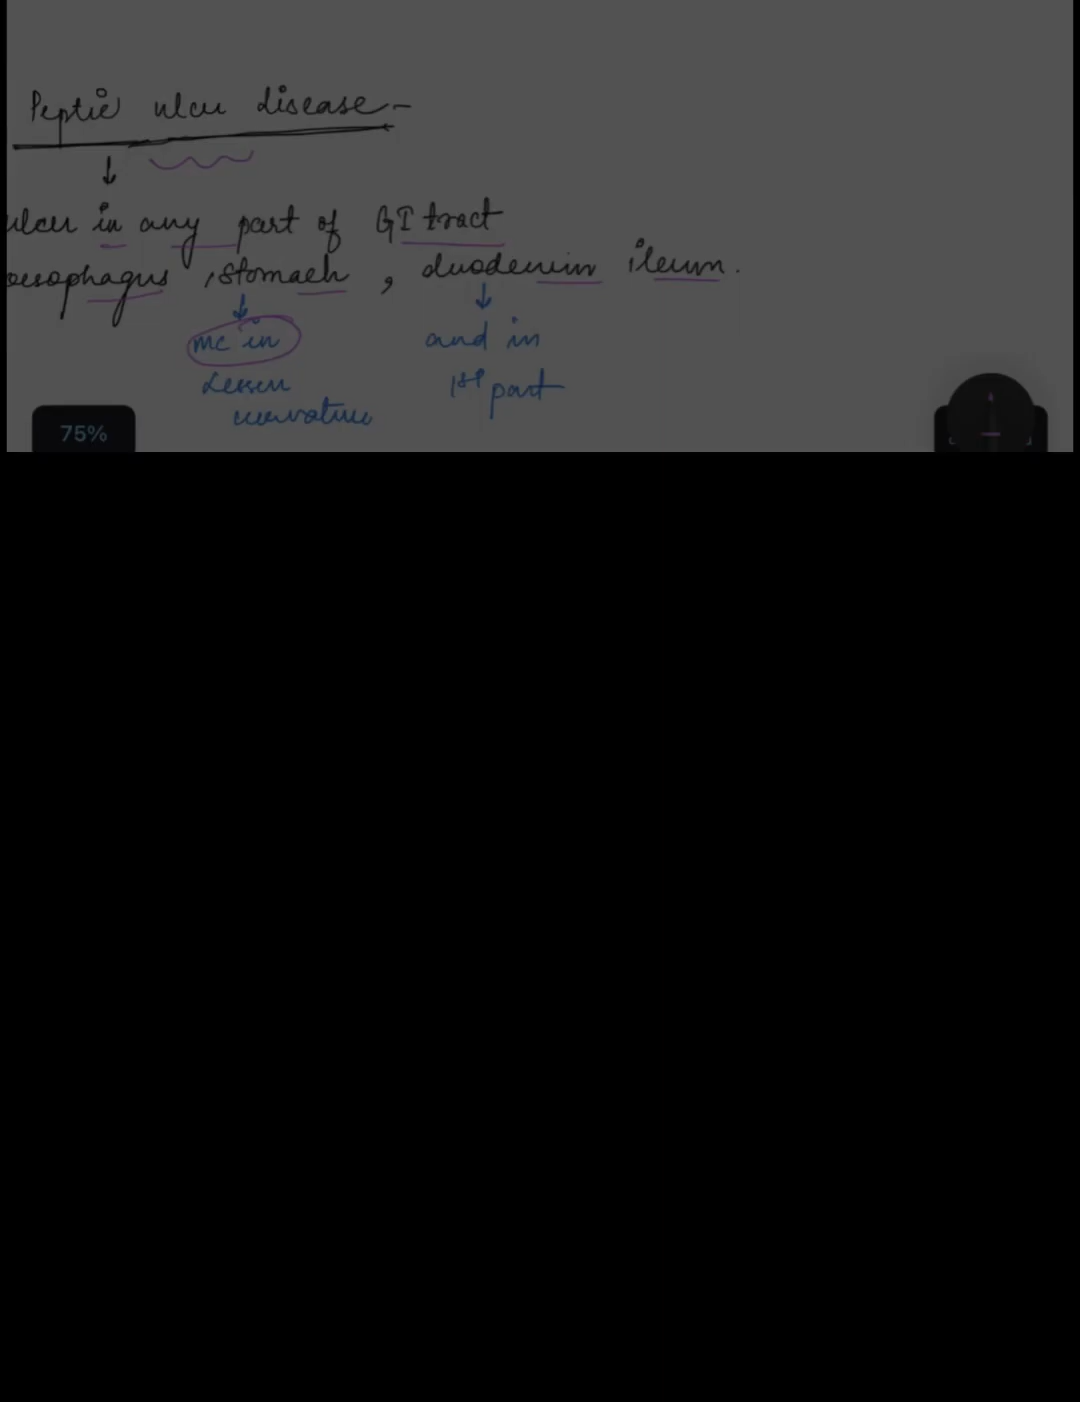 Peptic ulcer disease -
↓
ulcer in any part of GI tract
oesophagus , stomach , duodenum ileum.
↓ ↓
mc in and in
Lesser 1st part
curvature
75%